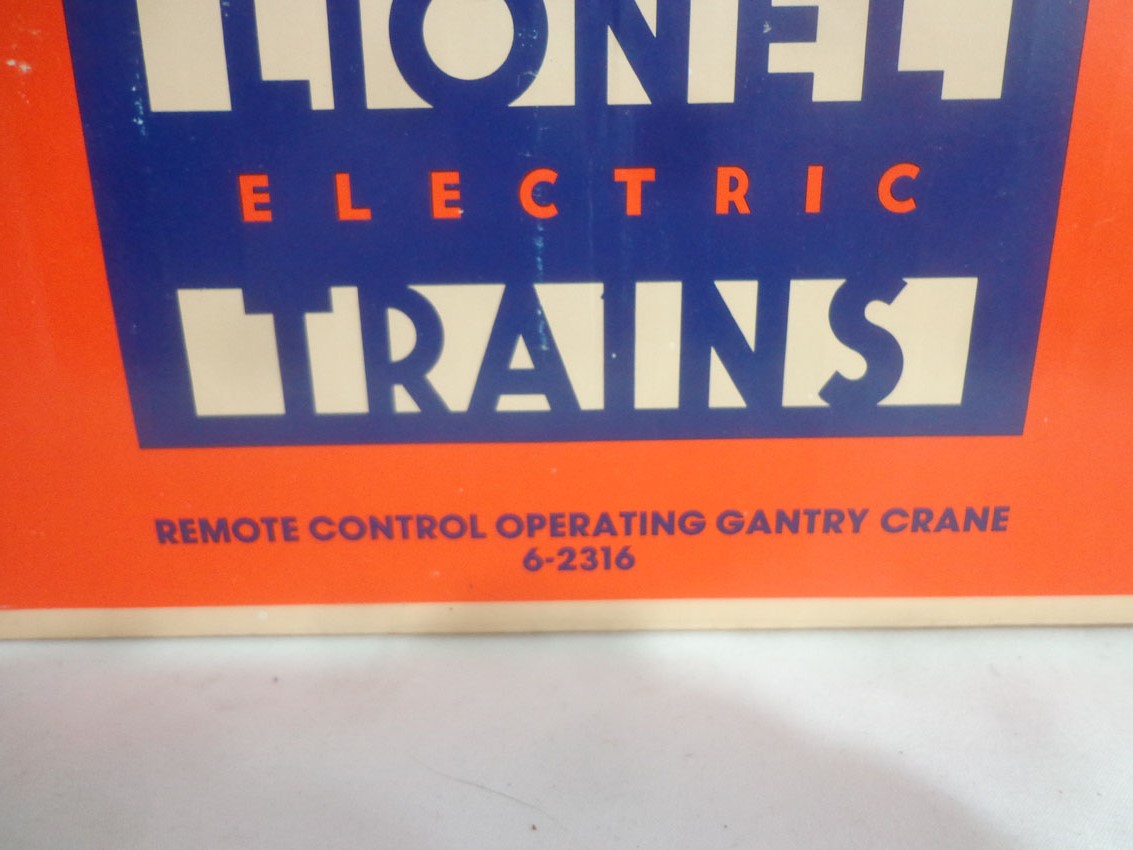 LIONEL
ELECTRIC
TRAINS
REMOTE CONTROL OPERATING GANTRY CRANE
6-2316